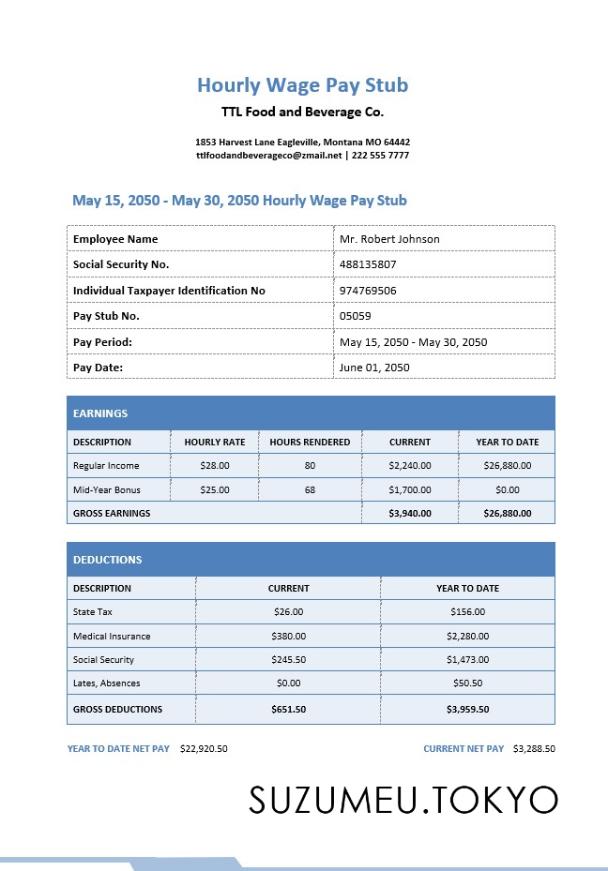 Hourly Wage Pay Stub
TTL Food and Beverage Co.
1853 Harvest Lane Eagleville, Montana MO 64442
ttlfoodandbeverageco@zmail.net | 222 555 7777
May 15, 2050 - May 30, 2050 Hourly Wage Pay Stub
Employee Name Mr. Robert Johnson
Social Security No. 488135807
Individual Taxpayer Identification No 974769506
Pay Stub No. 05059
Pay Period: May 15, 2050 - May 30, 2050
Pay Date: June 01, 2050
EARNINGS
DESCRIPTION HOURLY RATE HOURS RENDERED CURRENT YEAR TO DATE
Regular Income $28.00 80 $2,240.00 $26,880.00
Mid-Year Bonus $25.00 68 $1,700.00 $0.00
GROSS EARNINGS $3,940.00 $26,880.00
DEDUCTIONS
DESCRIPTION CURRENT YEAR TO DATE
State Tax $26.00 $156.00
Medical Insurance $380.00 $2,280.00
Social Security $245.50 $1,473.00
Lates, Absences $0.00 $50.50
GROSS DEDUCTIONS $651.50 $3,959.50
YEAR TO DATE NET PAY $22,920.50 CURRENT NET PAY $3,288.50
SUZUMEU.TOKYO